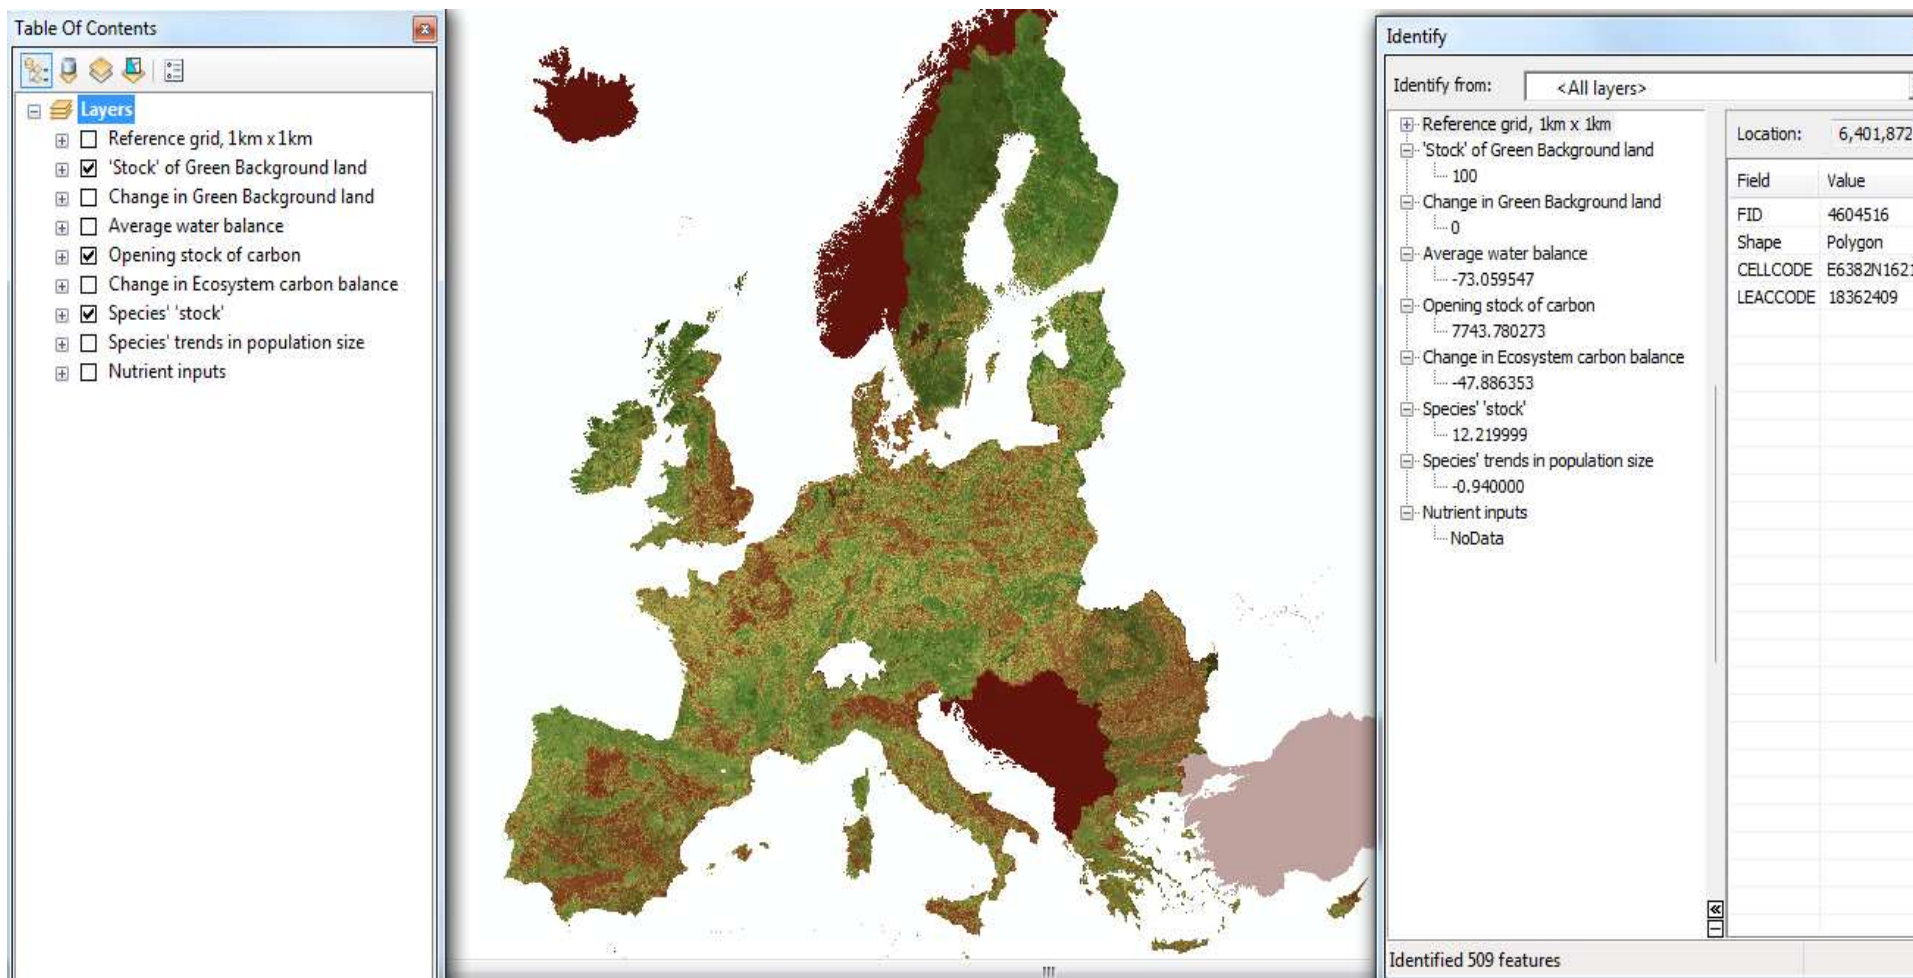 Table Of Contents
Layers
Reference grid, 1km x1km
'Stock' of Green Background land
Change in Green Background land
Average water balance
Opening stock of carbon
Change in Ecosystem carbon balance
Species' 'stock'
Species' trends in population size
Nutrient inputs
Identify
Identify from: <All layers>
Reference grid, 1km x 1km
'Stock' of Green Background land
100
Change in Green Background land
0
Average water balance
-73.059547
Opening stock of carbon
7743.780273
Change in Ecosystem carbon balance
-47.886353
Species' 'stock'
12.219999
Species' trends in population size
-0.940000
Nutrient inputs
NoData
Location: 6,401,872
Field Value
FID 4604516
Shape Polygon
CELLCODE E6382N1621
LEACCODE 18362409
Identified 509 features